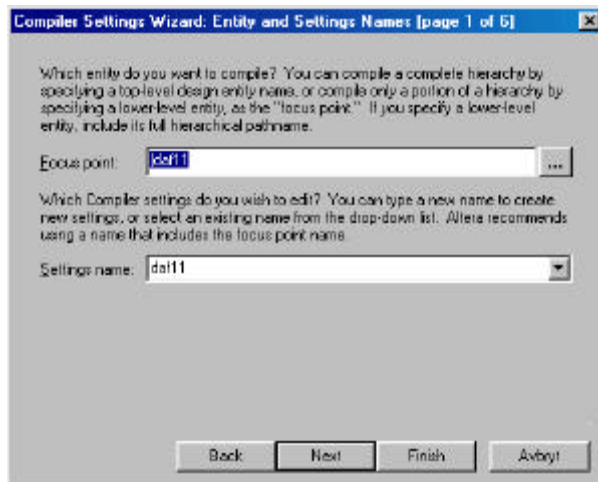 Compiler Settings Wizard: Entity and Settings Names [page 1 of 6]
Which entity do you want to compile? You can compile a complete hierarchy by
specifying a top-level design entity name, or compile only a portion of a hierarchy by
specifying a lower-level entity, as the "focus point." If you specify a lower-level
entity, include its full hierarchical pathname.
Focus point: |daf11 ...
Which Compiler settings do you wish to edit? You can type a new name to create
new settings, or select an existing name from the drop-down list. Altera recommends
using a name that includes the focus point name.
Settings name: daf11
Back Next Finish Avbryt